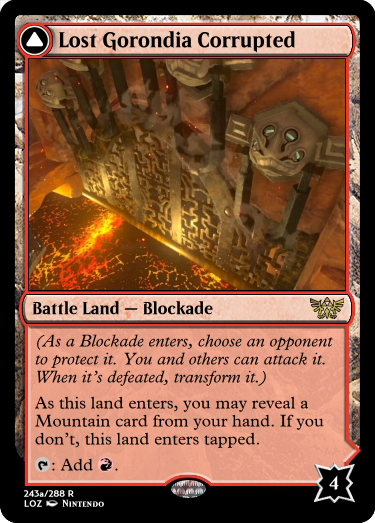 Lost Gorondia Corrupted
Battle Land — Blockade
(As a Blockade enters, choose an opponent
to protect it. You and others can attack it.
When it's defeated, transform it.)
As this land enters, you may reveal a
Mountain card from your hand. If you
don't, this land enters tapped.
: Add .
4
243a/288 R
LOZ Nintendo